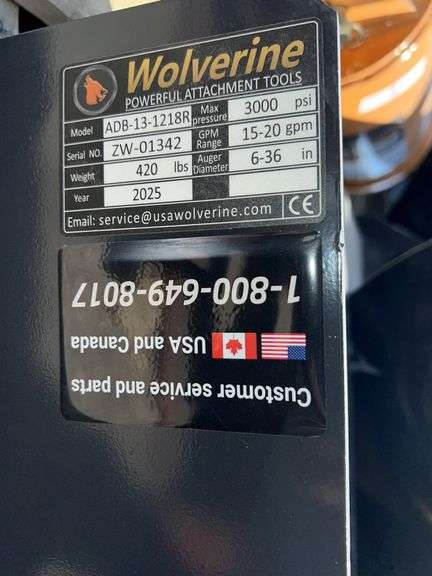 Wolverine
POWERFUL ATTACHMENT TOOLS
Model ADB-13-1218R Max pressure 3000 psi
Serial NO. ZW-01342 GPM Range 15-20 gpm
Weight 420 lbs Auger Diameter 6-36 in
Year 2025
Email: service@usawolverine.com CE
Customer service and parts
USA and Canada
1-800-649-8017